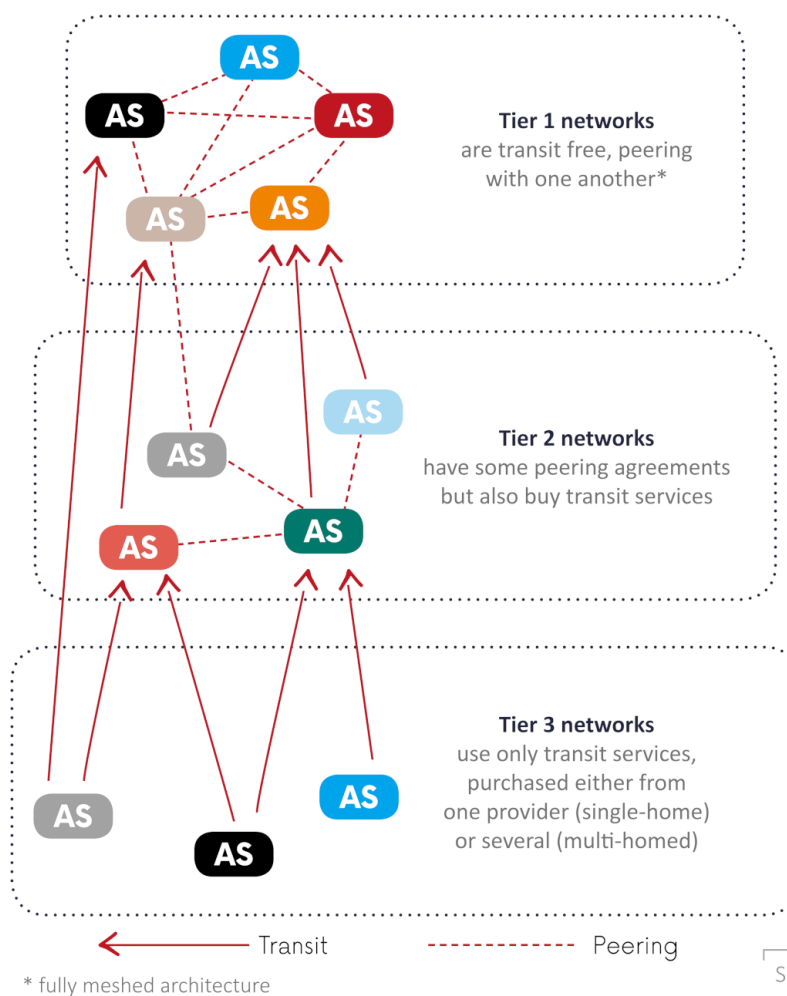 AS
AS
AS
AS
AS
Tier 1 networks
are transit free, peering
with one another*
AS
AS
AS
AS
Tier 2 networks
have some peering agreements
but also buy transit services
AS
AS
AS
Tier 3 networks
use only transit services,
purchased either from
one provider (single-home)
or several (multi-homed)
Transit
Peering
* fully meshed architecture
S